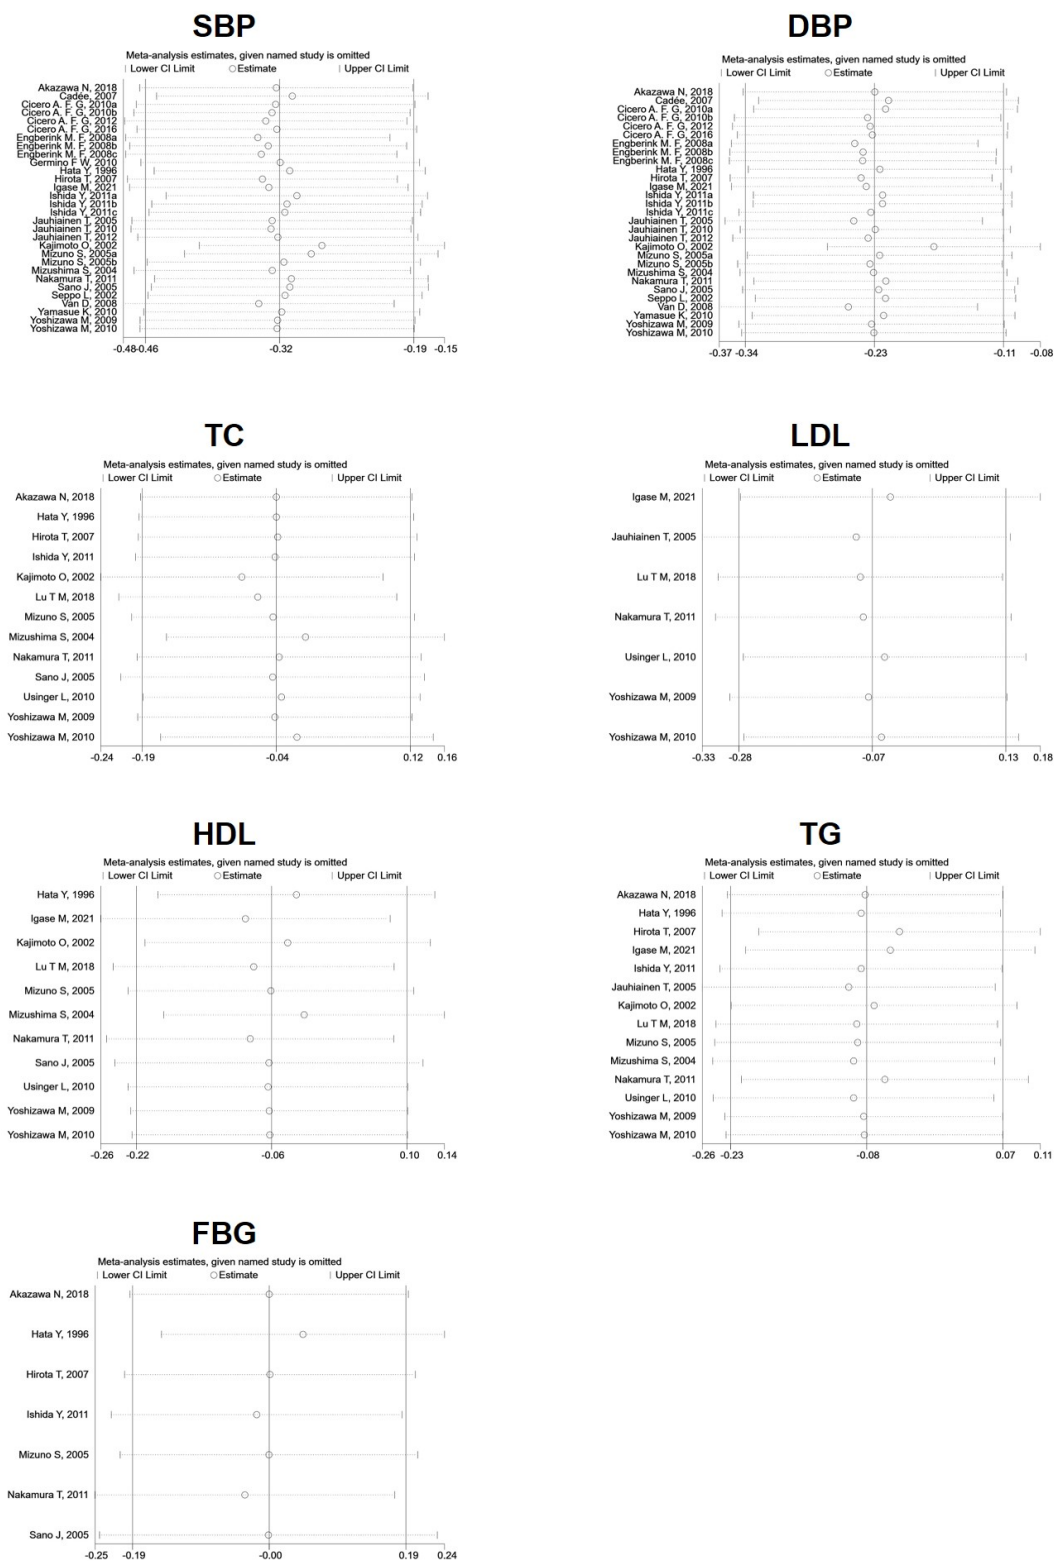 SBP
Meta-analysis estimates, given named study is omitted
Lower CI Limit Estimate Upper CI Limit
Akazawa N, 2018
Cadée, 2007
Cicero A. F. G, 2010a
Cicero A. F. G, 2010b
Cicero A. F. G, 2012
Cicero A. F. G, 2016
Engberink M. F, 2008a
Engberink M. F, 2008b
Engberink M. F, 2008c
Germino F W, 2010
Hata Y, 1996
Hirota T, 2007
Igase M, 2021
Ishida Y, 2011a
Ishida Y, 2011b
Ishida Y, 2011c
Jauhiainen T, 2005
Jauhiainen T, 2010
Jauhiainen T, 2012
Kajimoto O, 2002
Mizuno S, 2005a
Mizuno S, 2005b
Mizushima S, 2004
Nakamura T, 2011
Sano J, 2005
Seppo L, 2002
Van D, 2008
Yamasue K, 2010
Yoshizawa M, 2009
Yoshizawa M, 2010
-0.48 -0.46 -0.32 -0.19 -0.15
DBP
Meta-analysis estimates, given named study is omitted
Lower CI Limit Estimate Upper CI Limit
Akazawa N, 2018
Cadée, 2007
Cicero A. F. G, 2010a
Cicero A. F. G, 2010b
Cicero A. F. G, 2012
Cicero A. F. G, 2016
Engberink M. F, 2008a
Engberink M. F, 2008b
Engberink M. F, 2008c
Hata Y, 1996
Hirota T, 2007
Igase M, 2021
Ishida Y, 2011a
Ishida Y, 2011b
Ishida Y, 2011c
Jauhiainen T, 2005
Jauhiainen T, 2010
Jauhiainen T, 2012
Kajimoto O, 2002
Mizuno S, 2005a
Mizuno S, 2005b
Mizushima S, 2004
Nakamura T, 2011
Sano J, 2005
Seppo L, 2002
Van D, 2008
Yamasue K, 2010
Yoshizawa M, 2009
Yoshizawa M, 2010
-0.37 -0.34 -0.23 -0.11 -0.08
TC
Meta-analysis estimates, given named study is omitted
Lower CI Limit Estimate Upper CI Limit
Akazawa N, 2018
Hata Y, 1996
Hirota T, 2007
Ishida Y, 2011
Kajimoto O, 2002
Lu T M, 2018
Mizuno S, 2005
Mizushima S, 2004
Nakamura T, 2011
Sano J, 2005
Usinger L, 2010
Yoshizawa M, 2009
Yoshizawa M, 2010
-0.24 -0.19 -0.04 0.12 0.16
LDL
Meta-analysis estimates, given named study is omitted
Lower CI Limit Estimate Upper CI Limit
Igase M, 2021
Jauhiainen T, 2005
Lu T M, 2018
Nakamura T, 2011
Usinger L, 2010
Yoshizawa M, 2009
Yoshizawa M, 2010
-0.33 -0.28 -0.07 0.13 0.18
HDL
Meta-analysis estimates, given named study is omitted
Lower CI Limit Estimate Upper CI Limit
Hata Y, 1996
Igase M, 2021
Kajimoto O, 2002
Lu T M, 2018
Mizuno S, 2005
Mizushima S, 2004
Nakamura T, 2011
Sano J, 2005
Usinger L, 2010
Yoshizawa M, 2009
Yoshizawa M, 2010
-0.26 -0.22 -0.06 0.10 0.14
TG
Meta-analysis estimates, given named study is omitted
Lower CI Limit Estimate Upper CI Limit
Akazawa N, 2018
Hata Y, 1996
Hirota T, 2007
Igase M, 2021
Ishida Y, 2011
Jauhiainen T, 2005
Kajimoto O, 2002
Lu T M, 2018
Mizuno S, 2005
Mizushima S, 2004
Nakamura T, 2011
Usinger L, 2010
Yoshizawa M, 2009
Yoshizawa M, 2010
-0.26 -0.23 -0.08 0.07 0.11
FBG
Meta-analysis estimates, given named study is omitted
Lower CI Limit Estimate Upper CI Limit
Akazawa N, 2018
Hata Y, 1996
Hirota T, 2007
Ishida Y, 2011
Mizuno S, 2005
Nakamura T, 2011
Sano J, 2005
-0.25 -0.19 -0.00 0.19 0.24